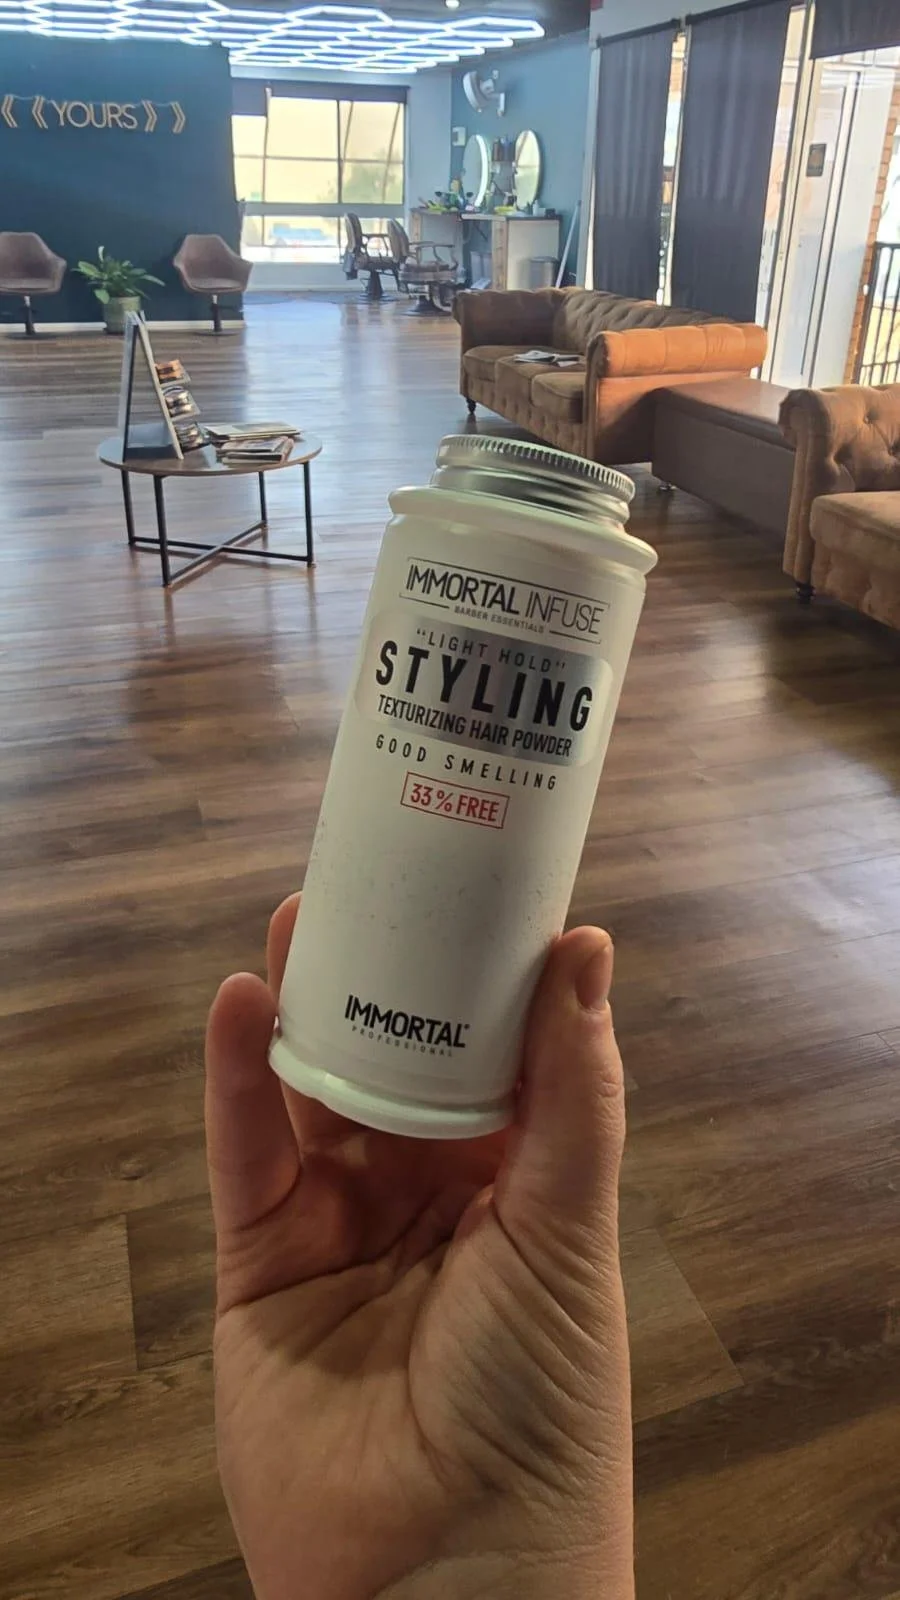 YOURS
IMMORTAL INFUSE
BARBER ESSENTIALS
"LIGHT HOLD"
STYLING
TEXTURIZING HAIR POWDER
GOOD SMELLING
33% FREE
IMMORTAL®
PROFESSIONAL